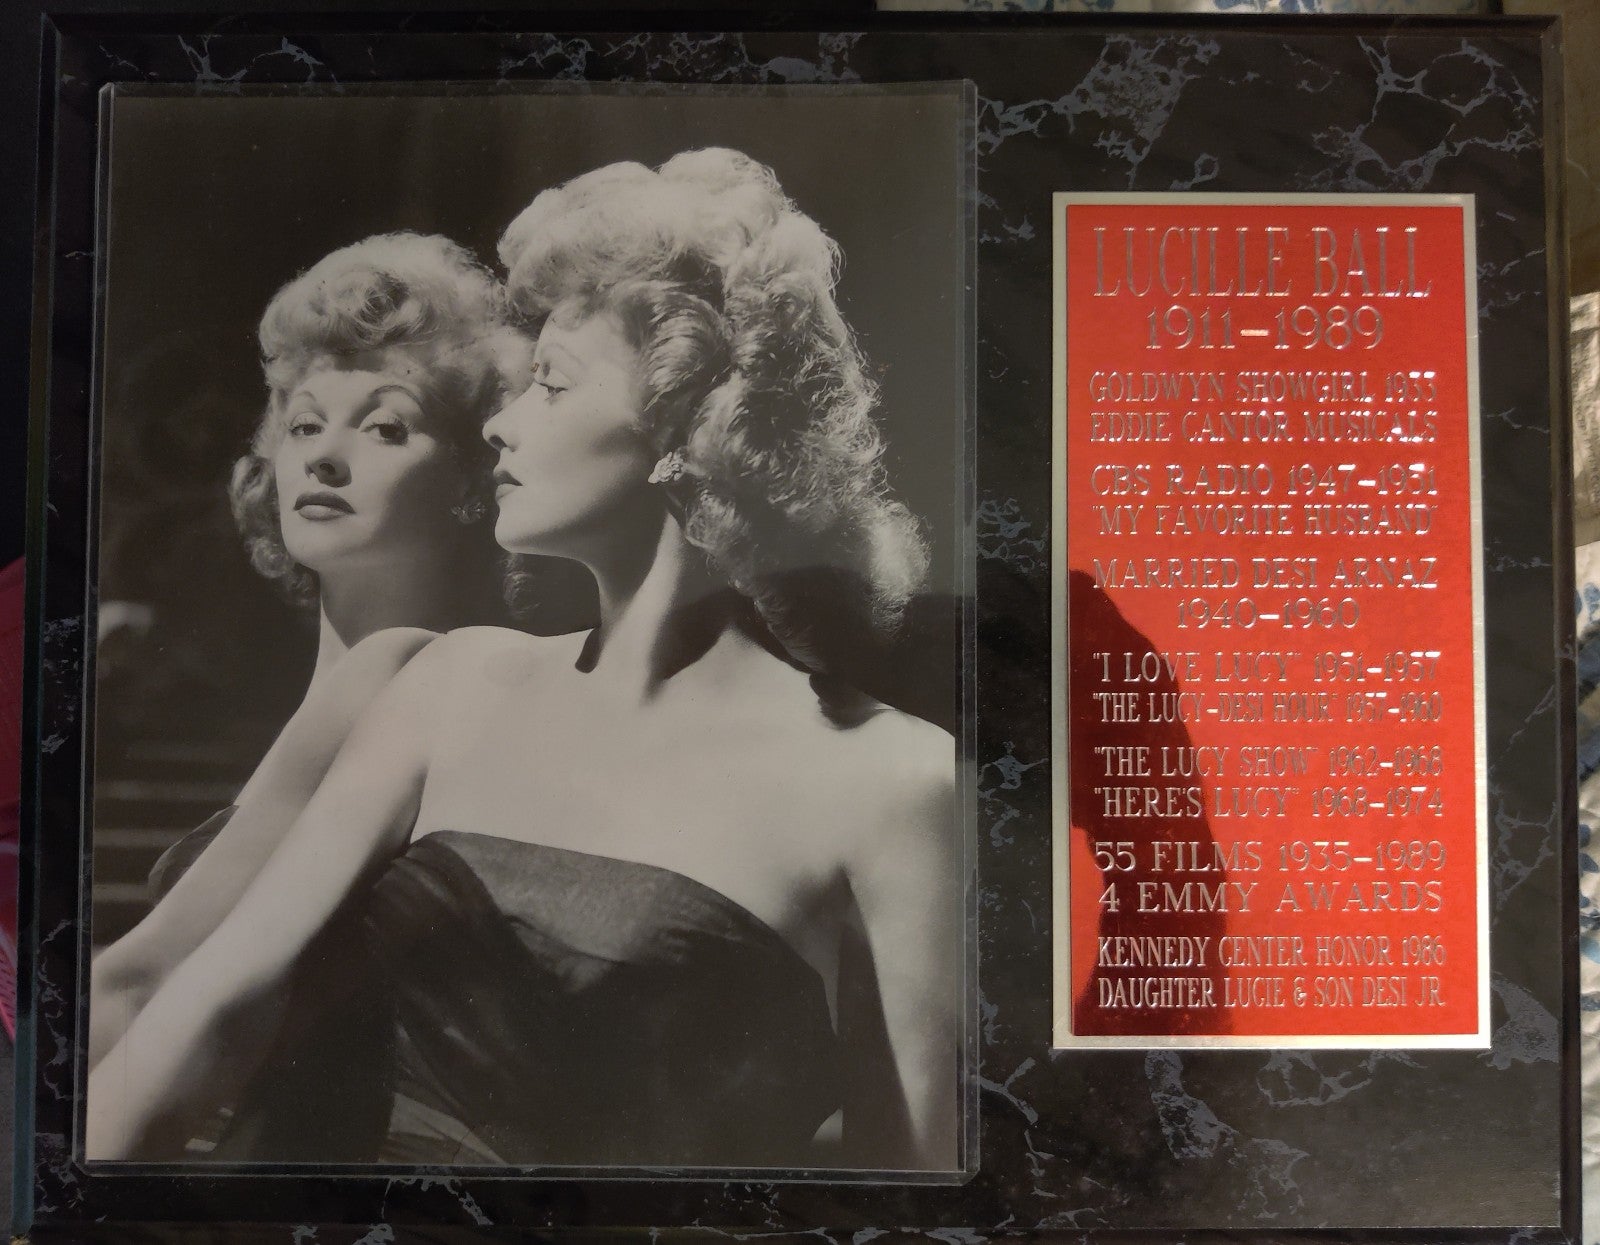 LUCILLE BALL
1911-1989
GOLDWYN SHOWGIRL 1933
EDDIE CANTOR MUSICALS
CBS RADIO 1947-1951
"MY FAVORITE HUSBAND"
MARRIED DESI ARNAZ
1940-1960
"I LOVE LUCY" 1951-1957
"THE LUCY-DESI HOUR" 1957-1960
"THE LUCY SHOW" 1962-1968
"HERE'S LUCY" 1968-1974
55 FILMS 1935-1989
4 EMMY AWARDS
KENNEDY CENTER HONOR 1986
DAUGHTER LUCIE & SON DESI JR.